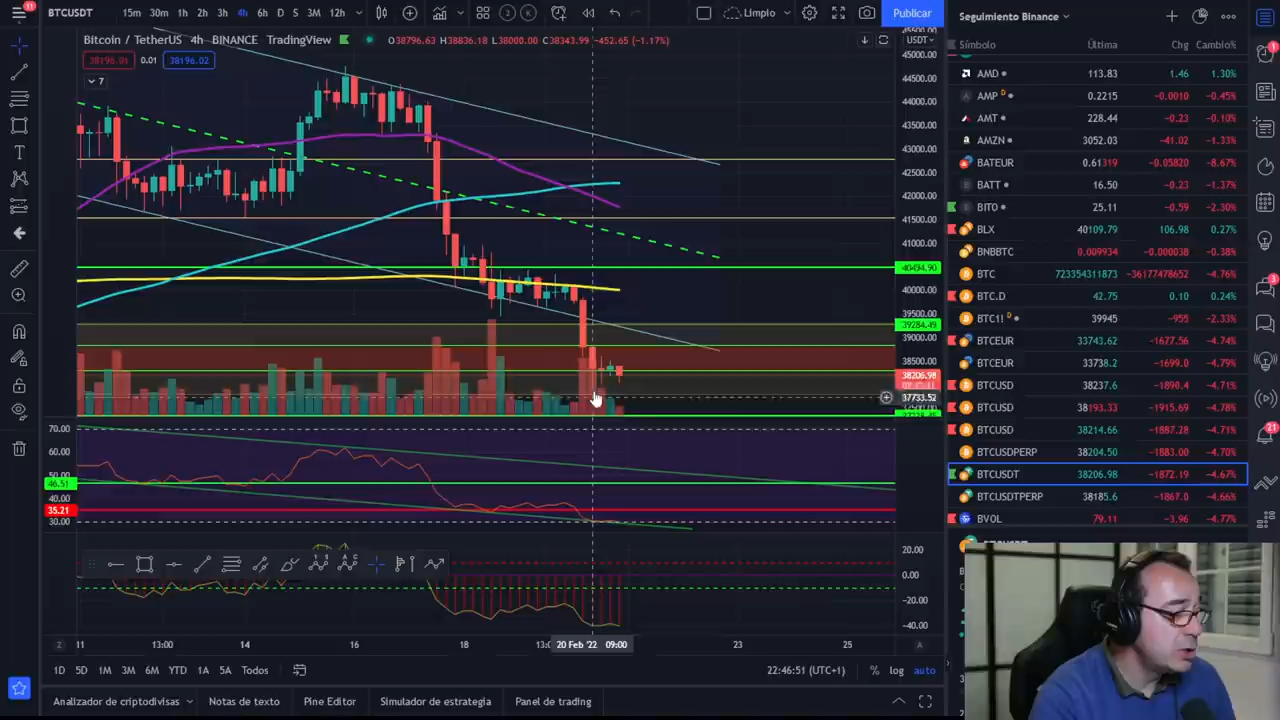 11
BTCUSDT
15m 30m 1h 2h 3h 4h 6h D S 3M 12h
Limplo
Publicar
Bitcoin / TetherUS 4h BINANCE TradingView
O38796.63 H38836.18 L38000.00 C38343.99 −452.65 (−1.17%)
USDT
38196.01 0.01 38196.02
7
44500.00
44000.00
43500.00
43000.00
42500.00
42000.00
41500.00
41000.00
40494.90
40000.00
39500.00
39284.49
39000.00
38500.00
38206.98
37733.52
70.00
60.00
46.51
40.00
35.21
30.00
20.00
0.00
−20.00
−40.00
11 13:00 14 16 18 20 Feb '22 09:00 23 25
Z
A
1D 5D 1M 3M 6M YTD 1A 5A Todos
22:46:51 (UTC+1) % log auto
Analizador de criptodivisas Notas de texto Pine Editor Simulador de estrategia Panel de trading
Seguimiento Binance
Símbolo Última Chg Cambio%
AMD 113.83 1.46 1.30%
AMP D 0.2215 −0.0010 −0.45%
AMT 228.44 −0.23 −0.10%
AMZN 3052.03 −41.02 −1.33%
BATEUR 0.61319 −0.05820 −8.67%
BATT 16.50 −0.23 −1.37%
BITO 25.11 −0.59 −2.30%
BLX 40109.79 106.98 0.27%
BNBBTC 0.009934 −0.000038 −0.38%
BTC 723354311873 −36177478652 −4.76%
BTC.D 42.75 0.10 0.24%
BTC1! D 39945 −955 −2.33%
BTCEUR 33743.62 −1677.56 −4.74%
BTCEUR 33738.2 −1699.0 −4.79%
BTCUSD 38237.6 −1890.4 −4.71%
BTCUSD 38193.33 −1915.69 −4.78%
BTCUSD 38214.66 −1887.28 −4.71%
BTCUSDPERP 38204.50 −1883.00 −4.70%
BTCUSDT 38206.98 −1872.19 −4.67%
BTCUSDTPERP 38185.6 −1867.0 −4.66%
BVOL 79.11 −3.96 −4.77%
1
3
21